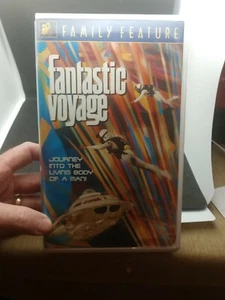 FAMILY FEATURE
fantastic
voyage
JOURNEY
INTO THE
LIVING BODY
OF A MAN!